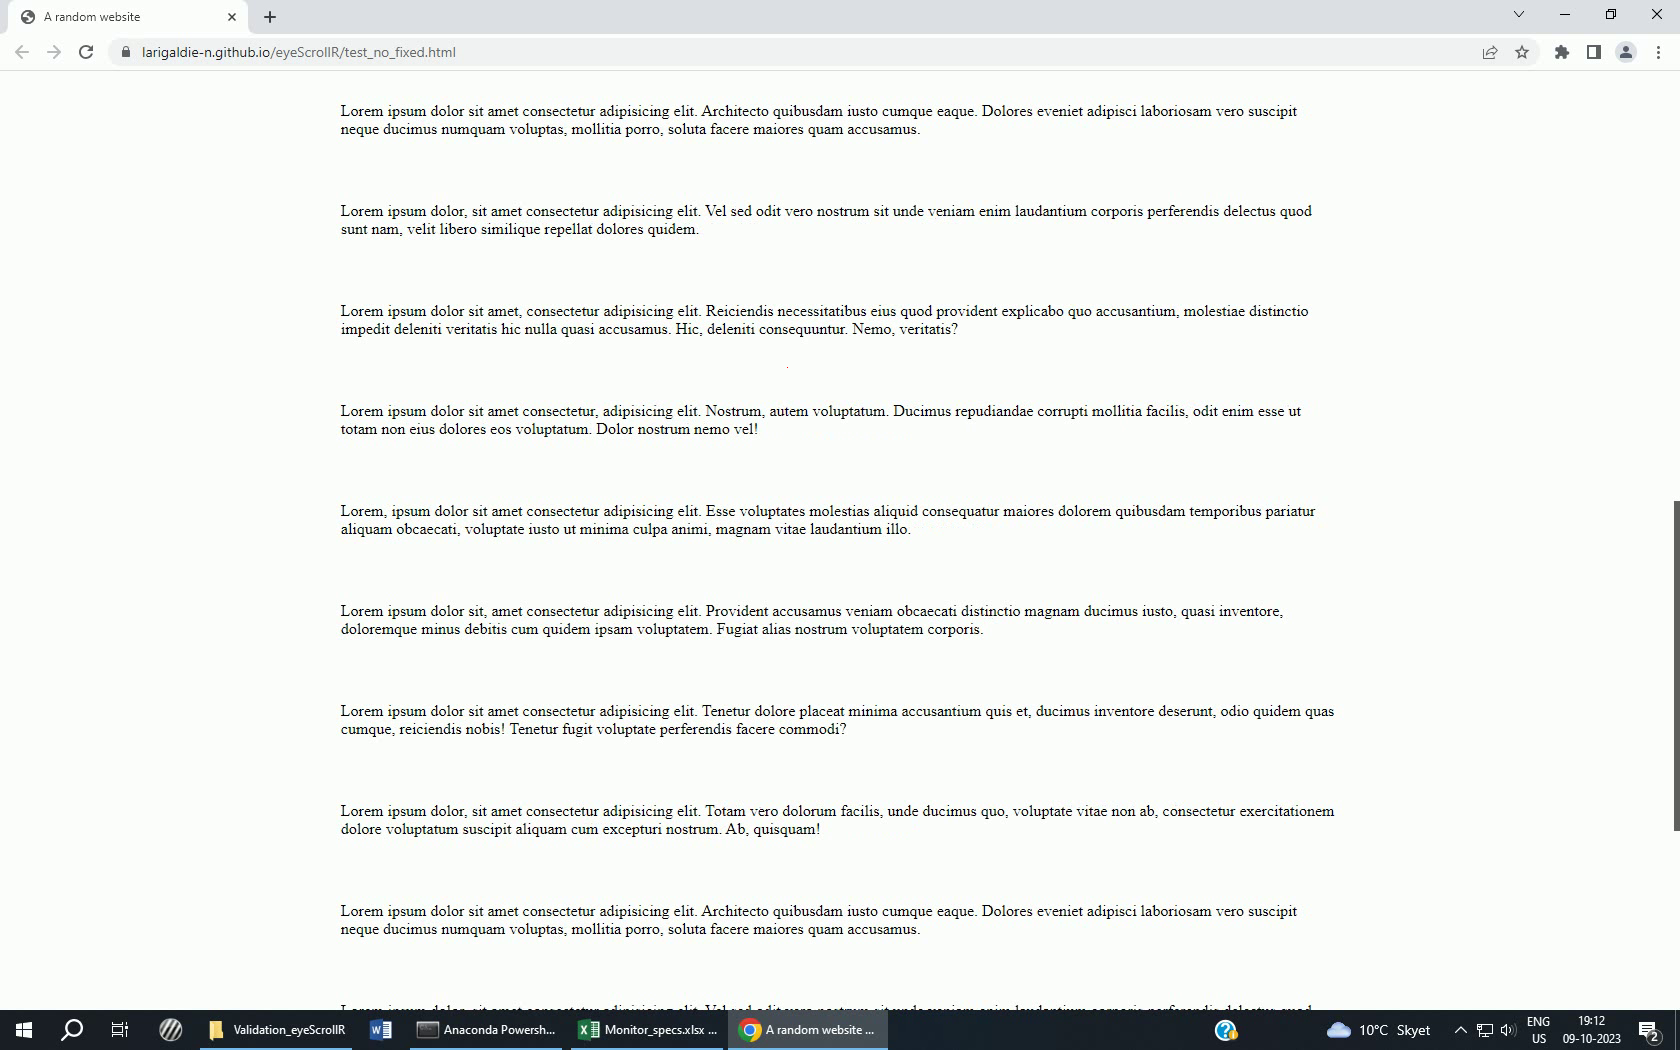 A random website
larigaldie-n.github.io/eyeScrollR/test_no_fixed.html
Lorem ipsum dolor sit amet consectetur adipisicing elit. Architecto quibusdam iusto cumque eaque. Dolores eveniet adipisci laboriosam vero suscipit
neque ducimus numquam voluptas, mollitia porro, soluta facere maiores quam accusamus.
Lorem ipsum dolor, sit amet consectetur adipisicing elit. Vel sed odit vero nostrum sit unde veniam enim laudantium corporis perferendis delectus quod
sunt nam, velit libero similique repellat dolores quidem.
Lorem ipsum dolor sit amet, consectetur adipisicing elit. Reiciendis necessitatibus eius quod provident explicabo quo accusantium, molestiae distinctio
impedit deleniti veritatis hic nulla quasi accusamus. Hic, deleniti consequuntur. Nemo, veritatis?
Lorem ipsum dolor sit amet consectetur, adipisicing elit. Nostrum, autem voluptatum. Ducimus repudiandae corrupti mollitia facilis, odit enim esse ut
totam non eius dolores eos voluptatum. Dolor nostrum nemo vel!
Lorem, ipsum dolor sit amet consectetur adipisicing elit. Esse voluptates molestias aliquid consequatur maiores dolorem quibusdam temporibus pariatur
aliquam obcaecati, voluptate iusto ut minima culpa animi, magnam vitae laudantium illo.
Lorem ipsum dolor sit, amet consectetur adipisicing elit. Provident accusamus veniam obcaecati distinctio magnam ducimus iusto, quasi inventore,
doloremque minus debitis cum quidem ipsam voluptatem. Fugiat alias nostrum voluptatem corporis.
Lorem ipsum dolor sit amet consectetur adipisicing elit. Tenetur dolore placeat minima accusantium quis et, ducimus inventore deserunt, odio quidem quas
cumque, reiciendis nobis! Tenetur fugit voluptate perferendis facere commodi?
Lorem ipsum dolor, sit amet consectetur adipisicing elit. Totam vero dolorum facilis, unde ducimus quo, voluptate vitae non ab, consectetur exercitationem
dolore voluptatum suscipit aliquam cum excepturi nostrum. Ab, quisquam!
Lorem ipsum dolor sit amet consectetur adipisicing elit. Architecto quibusdam iusto cumque eaque. Dolores eveniet adipisci laboriosam vero suscipit
neque ducimus numquam voluptas, mollitia porro, soluta facere maiores quam accusamus.
Validation_eyeScrollR
Anaconda Powersh...
Monitor_specs.xlsx ...
A random website ...
10°C Skyet
ENG
US
19:12
09-10-2023
2